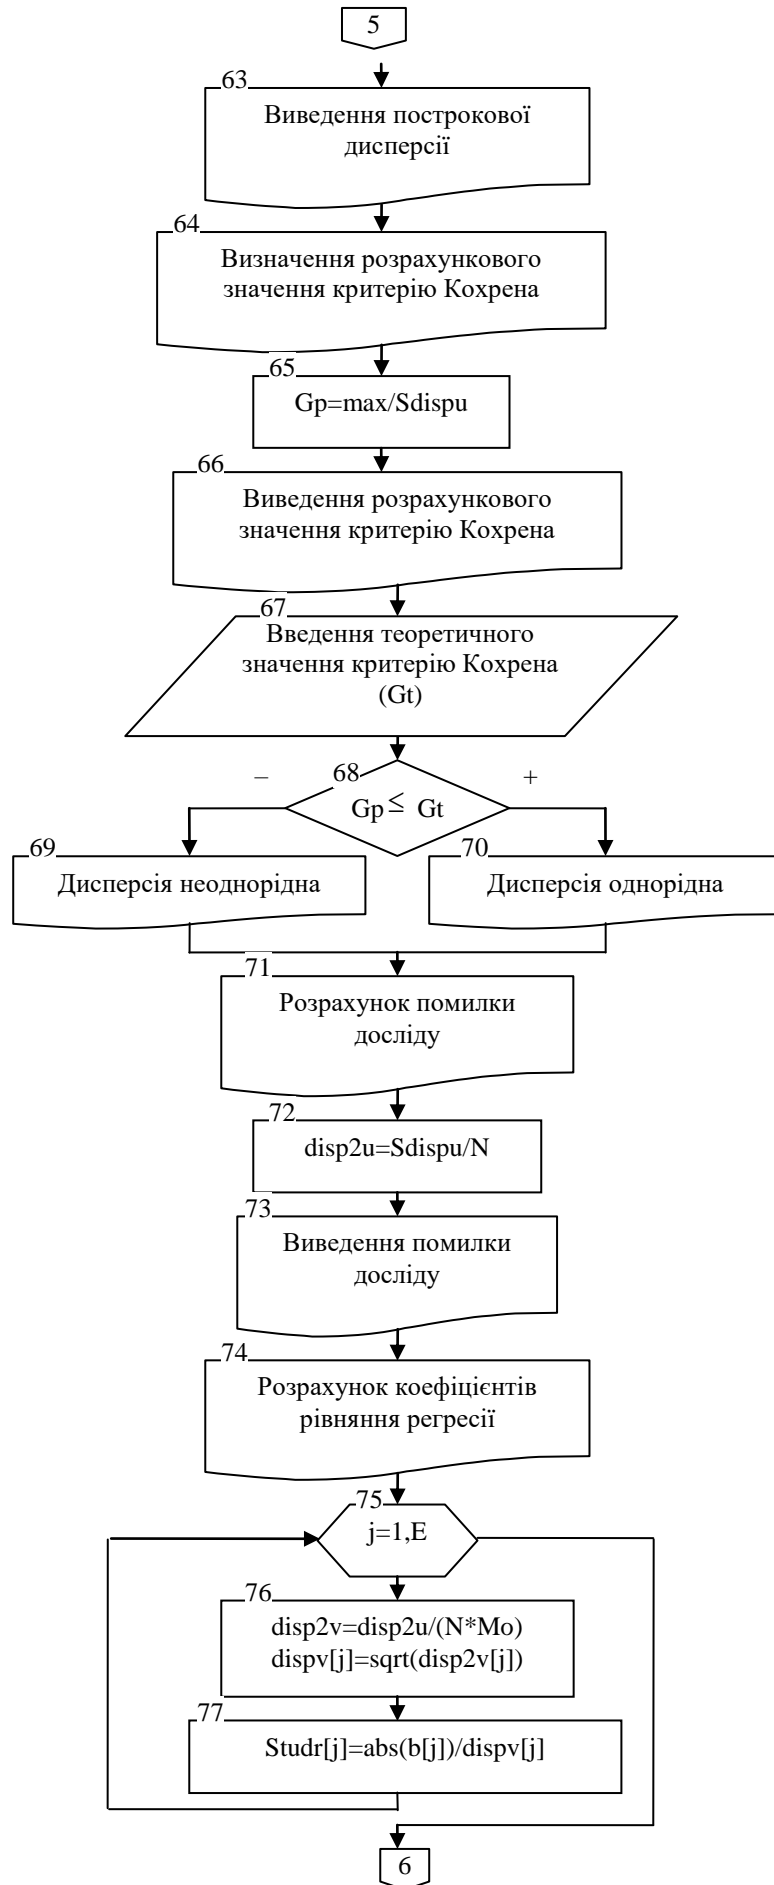 5
63
Виведення построкової
дисперсії
64
Визначення розрахункового
значення критерію Кохрена
65
Gp=max/Sdispu
66
Виведення розрахункового
значення критерію Кохрена
67
Введення теоретичного
значення критерію Кохрена
(Gt)
68
– +
Gp ≤ Gt
69
Дисперсія неоднорідна
70
Дисперсія однорідна
71
Розрахунок помилки
досліду
72
disp2u=Sdispu/N
73
Виведення помилки
досліду
74
Розрахунок коефіцієнтів
рівняння регресії
75
j=1,E
76
disp2v=disp2u/(N*Mo)
dispv[j]=sqrt(disp2v[j])
77
Studr[j]=abs(b[j])/dispv[j]
6